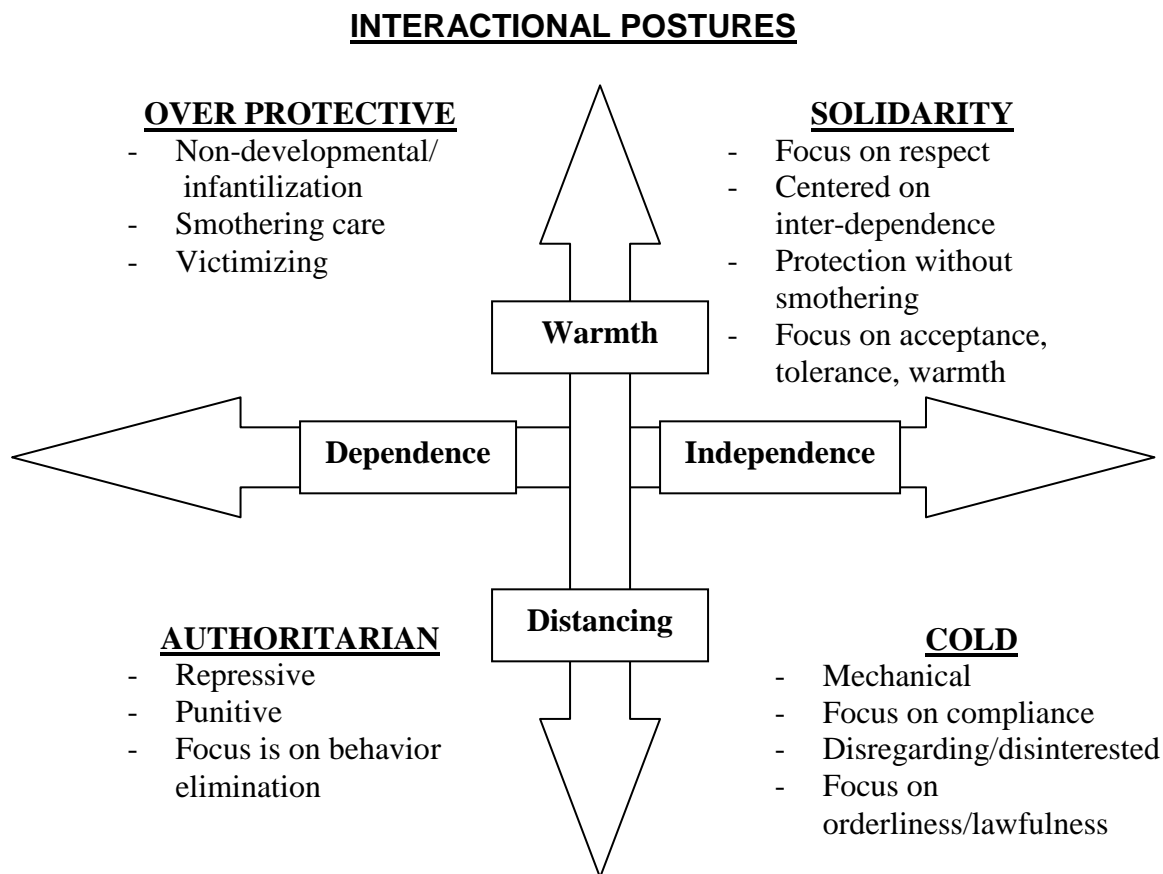 INTERACTIONAL POSTURES
OVER PROTECTIVE
- Non-developmental/
infantilization
- Smothering care
- Victimizing
SOLIDARITY
- Focus on respect
- Centered on
inter-dependence
- Protection without
smothering
- Focus on acceptance,
tolerance, warmth
Warmth
Dependence
Independence
Distancing
AUTHORITARIAN
- Repressive
- Punitive
- Focus is on behavior
elimination
COLD
- Mechanical
- Focus on compliance
- Disregarding/disinterested
- Focus on
orderliness/lawfulness